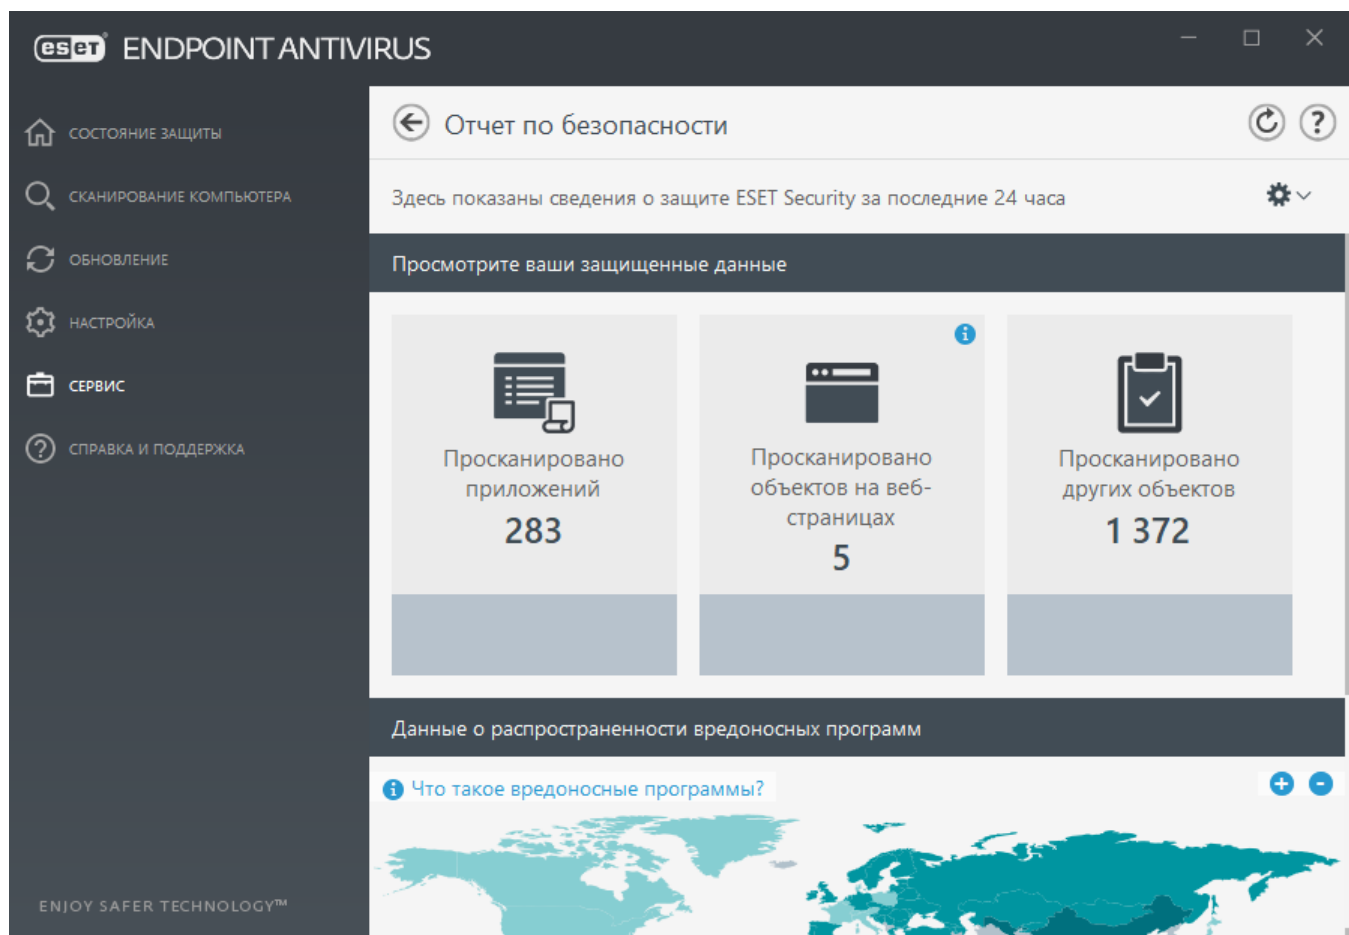 eseT ENDPOINT ANTIVIRUS
СОСТОЯНИЕ ЗАЩИТЫ
СКАНИРОВАНИЕ КОМПЬЮТЕРА
ОБНОВЛЕНИЕ
НАСТРОЙКА
СЕРВИС
СПРАВКА И ПОДДЕРЖКА
ENJOY SAFER TECHNOLOGY™
Отчет по безопасности
Здесь показаны сведения о защите ESET Security за последние 24 часа
Просмотрите ваши защищенные данные
Просканировано
приложений
283
Просканировано
объектов на веб-
страницах
5
Просканировано
других объектов
1 372
Данные о распространенности вредоносных программ
Что такое вредоносные программы?